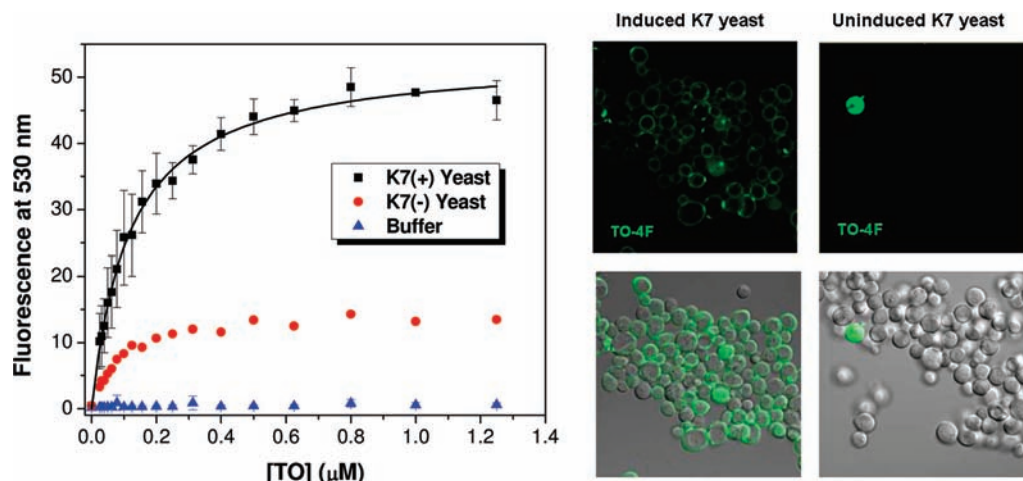 Induced K7 yeast
Uninduced K7 yeast
Fluorescence at 530 nm
50
40
30
20
10
0
K7(+) Yeast
K7(-) Yeast
Buffer
0.0 0.2 0.4 0.6 0.8 1.0 1.2 1.4
[TO] (μM)
TO-4F
TO-4F